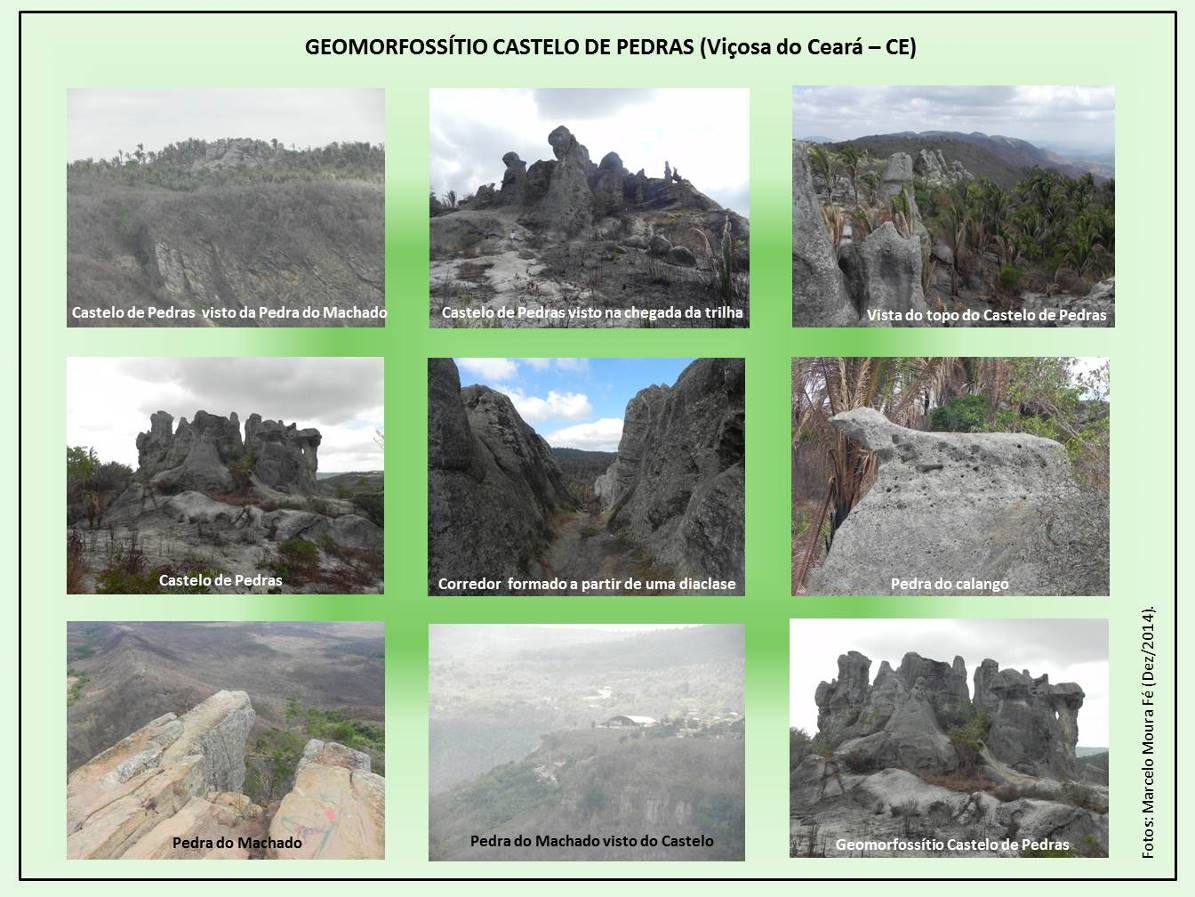 GEOMORFOSSÍTIO CASTELO DE PEDRAS (Viçosa do Ceará – CE)
Castelo de Pedras visto da Pedra do Machado
Castelo de Pedras visto na chegada da trilha
Vista do topo do Castelo de Pedras
Castelo de Pedras
Corredor formado a partir de uma diaclase
Pedra do calango
Pedra do Machado
Pedra do Machado visto do Castelo
Geomorfossítio Castelo de Pedras
Fotos: Marcelo Moura Fé (Dez/2014).